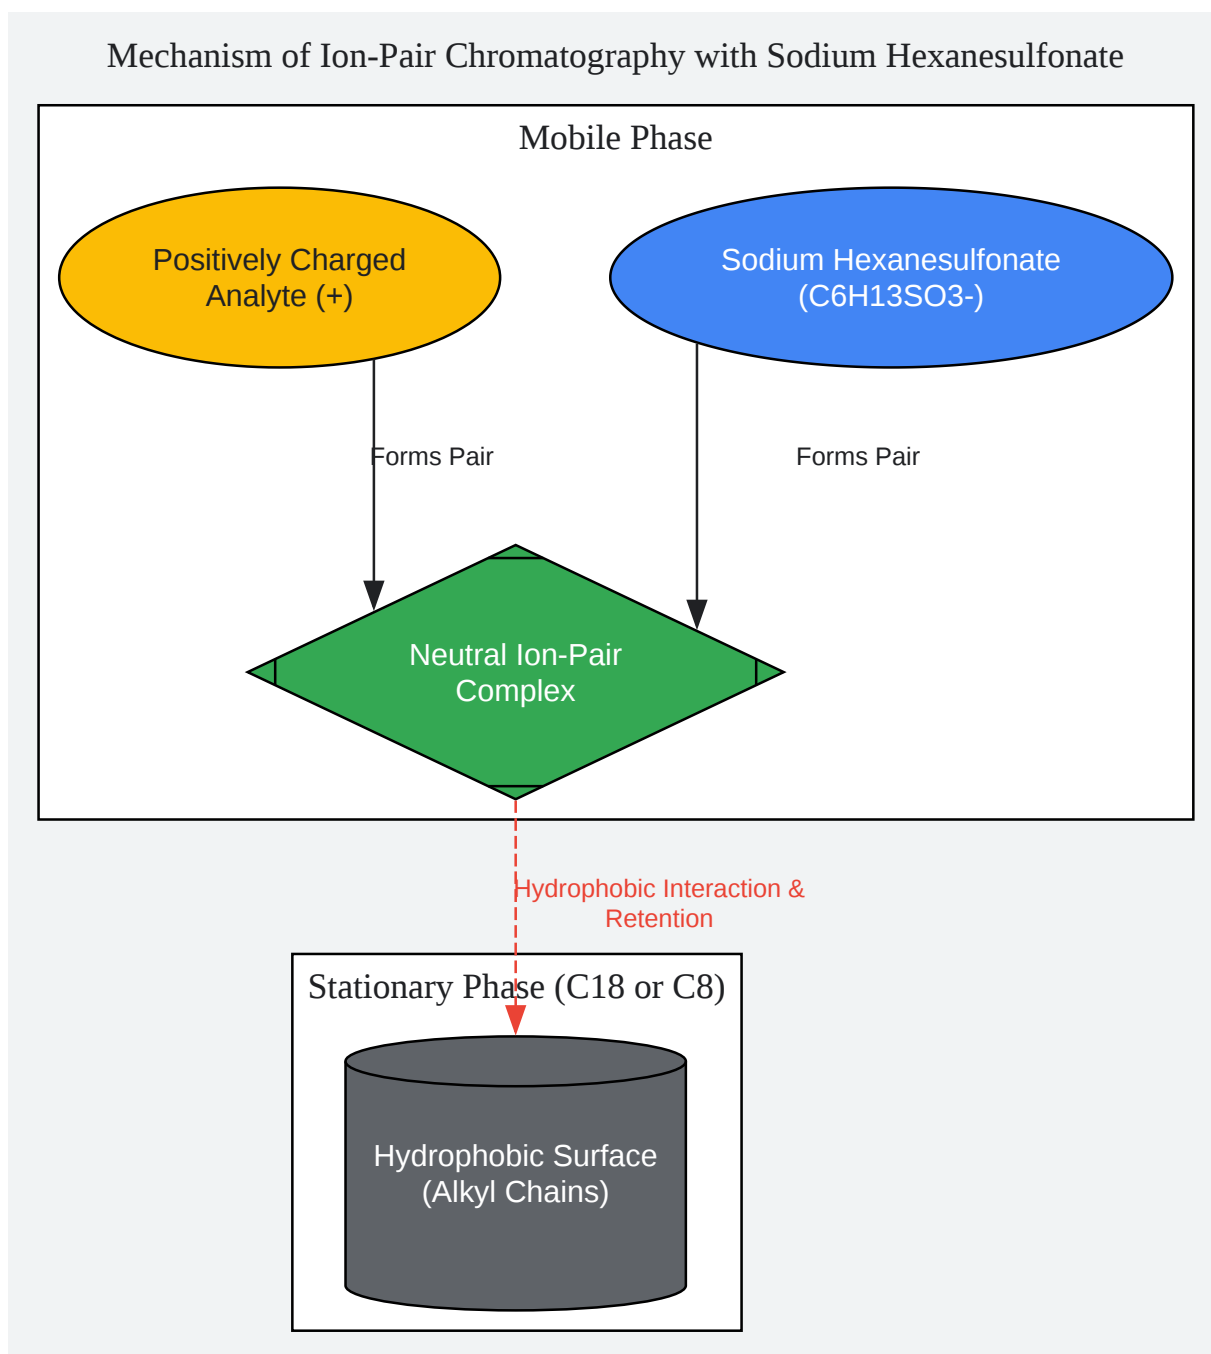 Mechanism of Ion-Pair Chromatography with Sodium Hexanesulfonate
Mobile Phase
Positively Charged
Analyte (+)
Sodium Hexanesulfonate
(C6H13SO3-)
Forms Pair
Forms Pair
Neutral Ion-Pair
Complex
Hydrophobic Interaction &
Retention
Stationary Phase (C18 or C8)
Hydrophobic Surface
(Alkyl Chains)